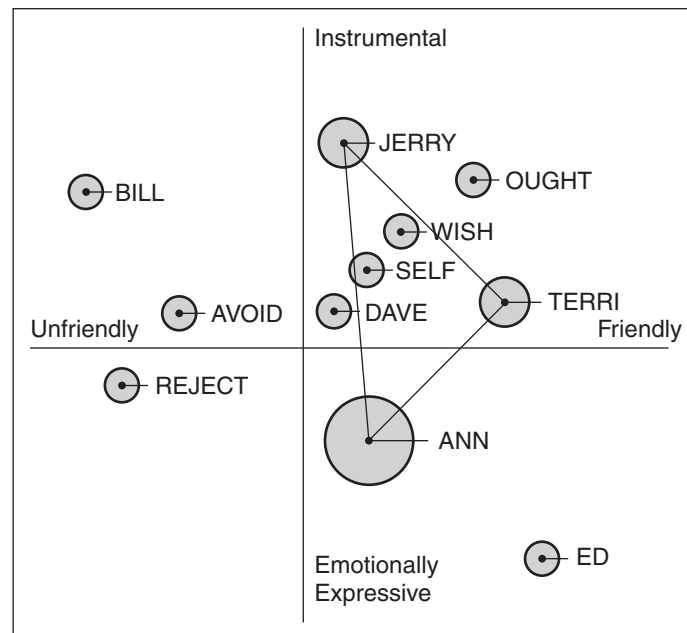 Instrumental
JERRY
OUGHT
BILL
WISH
SELF
TERRI
AVOID
DAVE
Unfriendly
Friendly
REJECT
ANN
ED
Emotionally
Expressive